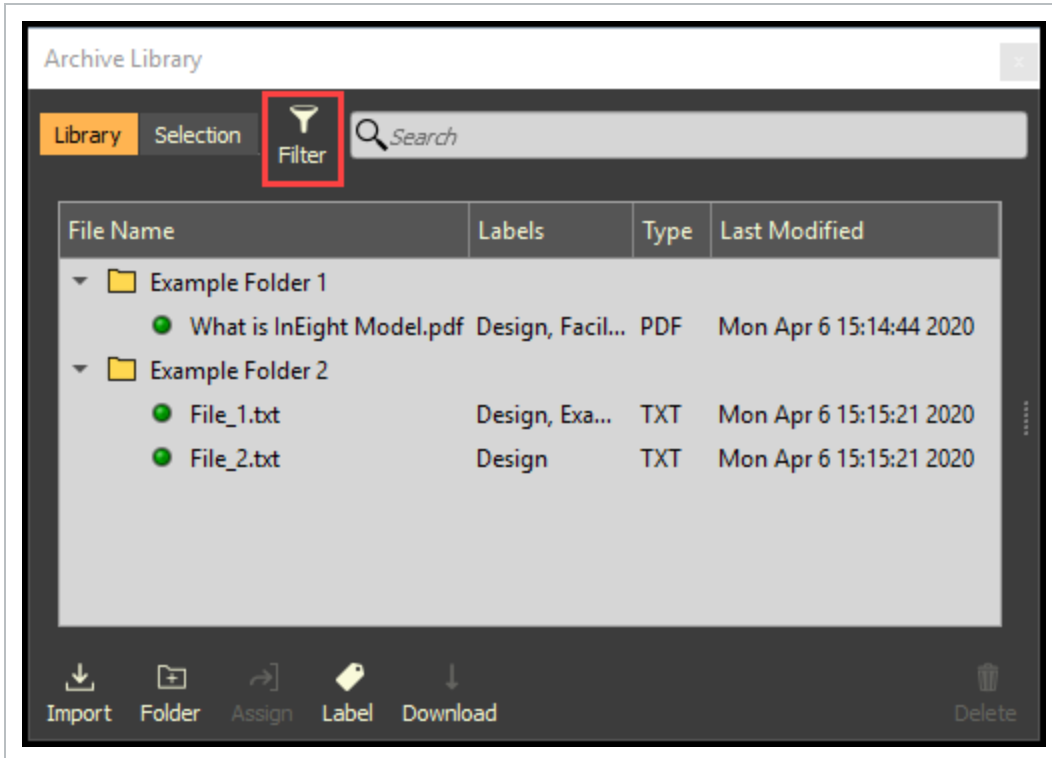 Archive Library
x
Library Selection Filter Search
File Name Labels Type Last Modified
Example Folder 1
What is InEight Model.pdf Design, Facil... PDF Mon Apr 6 15:14:44 2020
Example Folder 2
File_1.txt Design, Exa... TXT Mon Apr 6 15:15:21 2020
File_2.txt Design TXT Mon Apr 6 15:15:21 2020
Import Folder Assign Label Download Delete